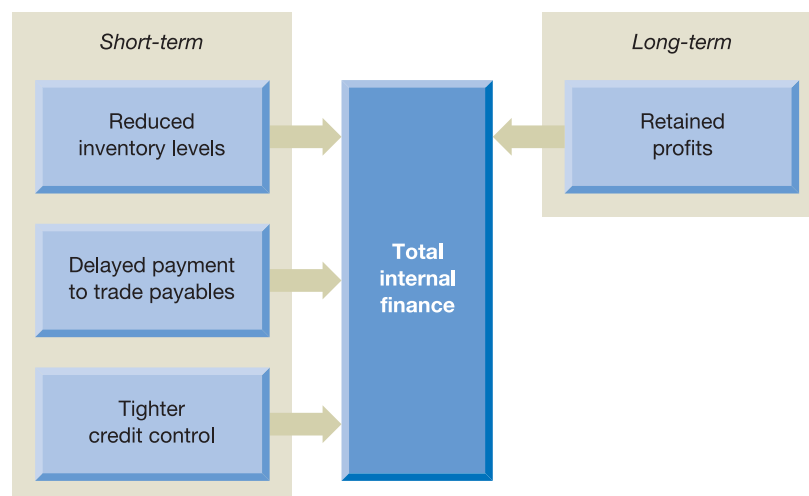 Short-term
Reduced
inventory levels
Delayed payment
to trade payables
Tighter
credit control
Total
internal
finance
Long-term
Retained
profits